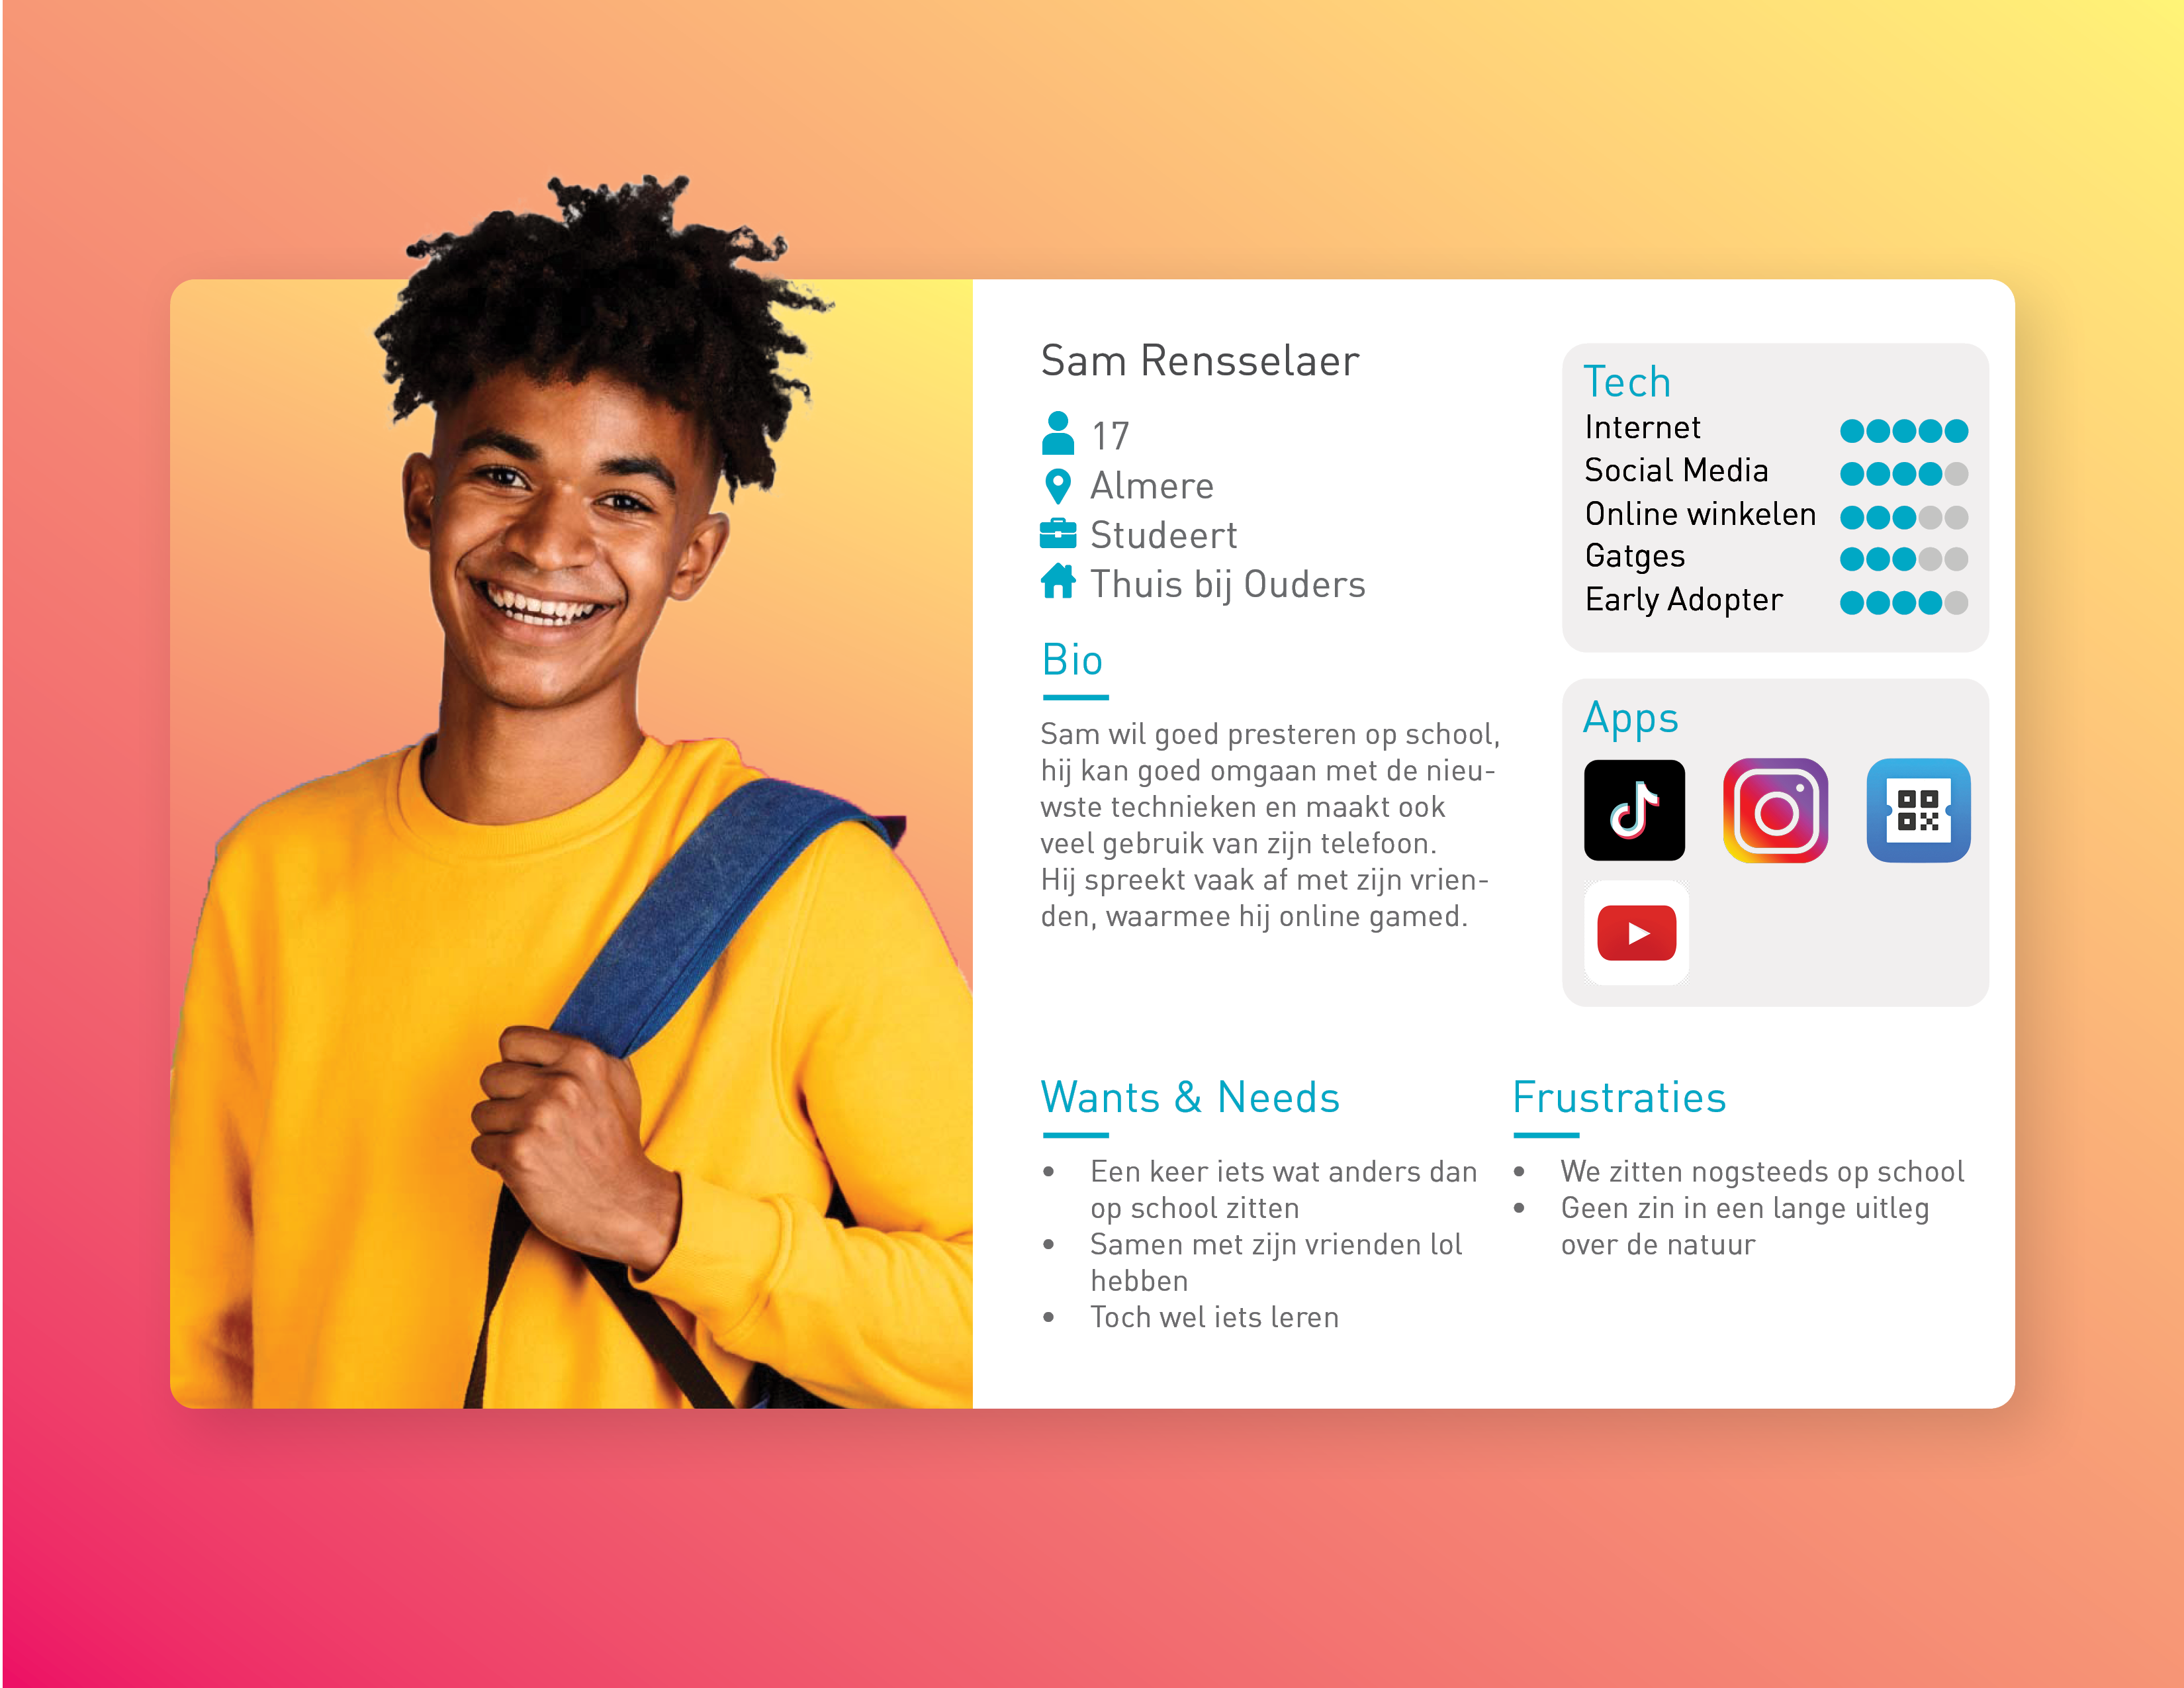 Sam Rensselaer
17
Almere
Studeert
Thuis bij Ouders
Bio
Sam wil goed presteren op school,
hij kan goed omgaan met de nieu-
wste technieken en maakt ook
veel gebruik van zijn telefoon.
Hij spreekt vaak af met zijn vrien-
den, waarmee hij online gamed.
Tech
Internet
Social Media
Online winkelen
Gatges
Early Adopter
Apps
Wants & Needs
• Een keer iets wat anders dan
op school zitten
• Samen met zijn vrienden lol
hebben
• Toch wel iets leren
Frustraties
• We zitten nogsteeds op school
• Geen zin in een lange uitleg
over de natuur